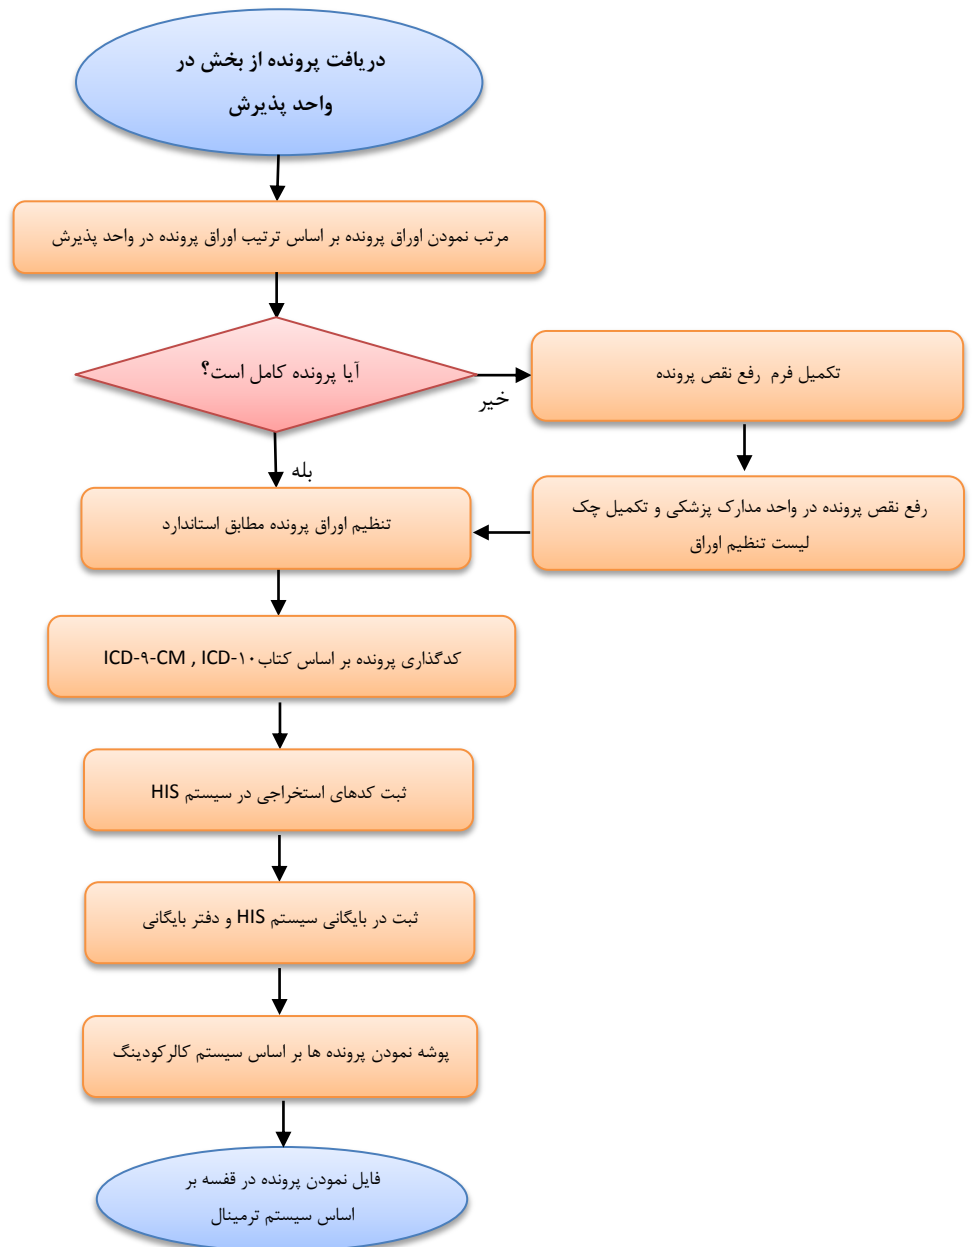 دریافت پرونده از بخش در
واحد پذیرش
مرتب نمودن اوراق پرونده بر اساس ترتیب اوراق پرونده در واحد پذیرش
آیا پرونده کامل است؟
خیر
تکمیل فرم رفع نقص پرونده
رفع نقص پرونده در واحد مدارک پزشکی و تکمیل چک
لیست تنظیم اوراق
بله
تنظیم اوراق پرونده مطابق استاندارد
کدگذاری پرونده بر اساس کتاب ICD-۹-CM , ICD-۱۰
ثبت کدهای استخراجی در سیستم HIS
ثبت در بایگانی سیستم HIS و دفتر بایگانی
پوشه نمودن پرونده ها بر اساس سیستم کالرکودینگ
فایل نمودن پرونده در قفسه بر
اساس سیستم ترمینال